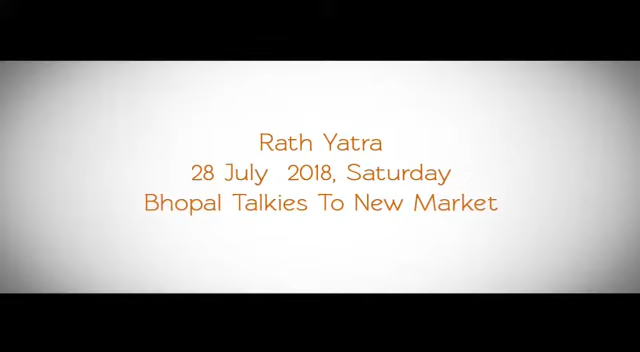 Rath Yatra
28 July 2018, Saturday
Bhopal Talkies To New Market